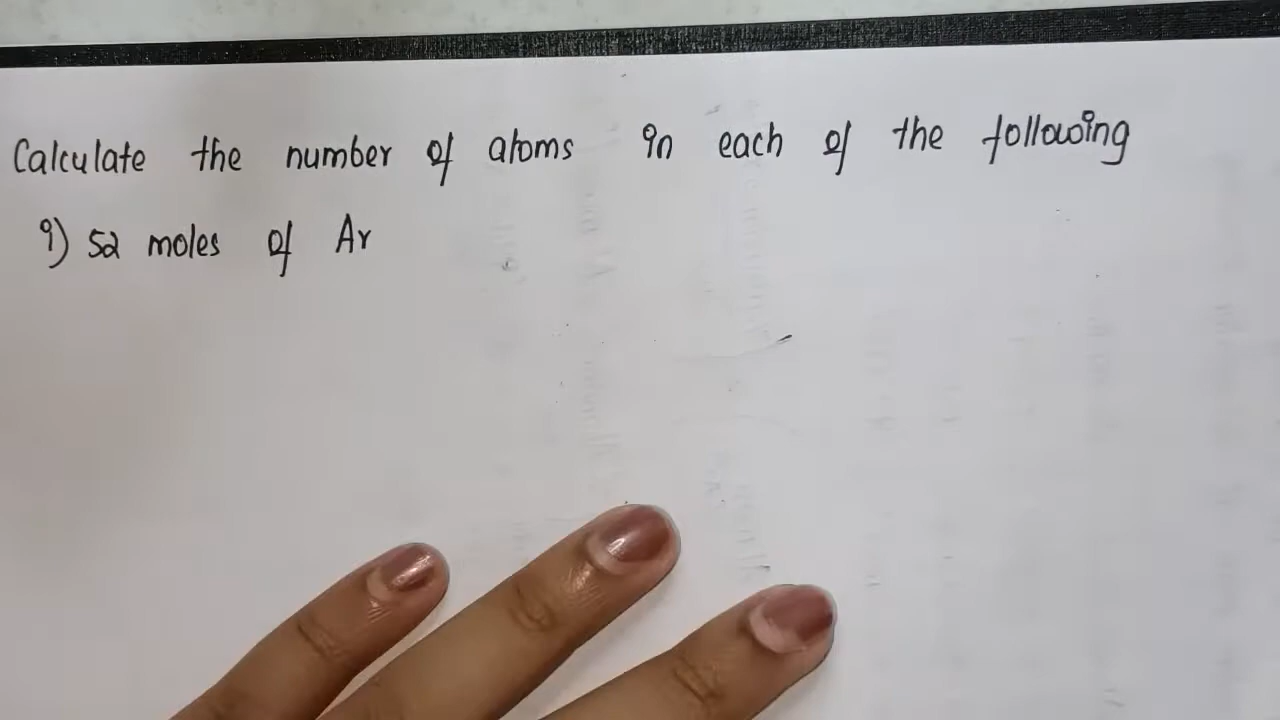 Calculate the number of atoms in each of the following
i) 52 moles of Ar